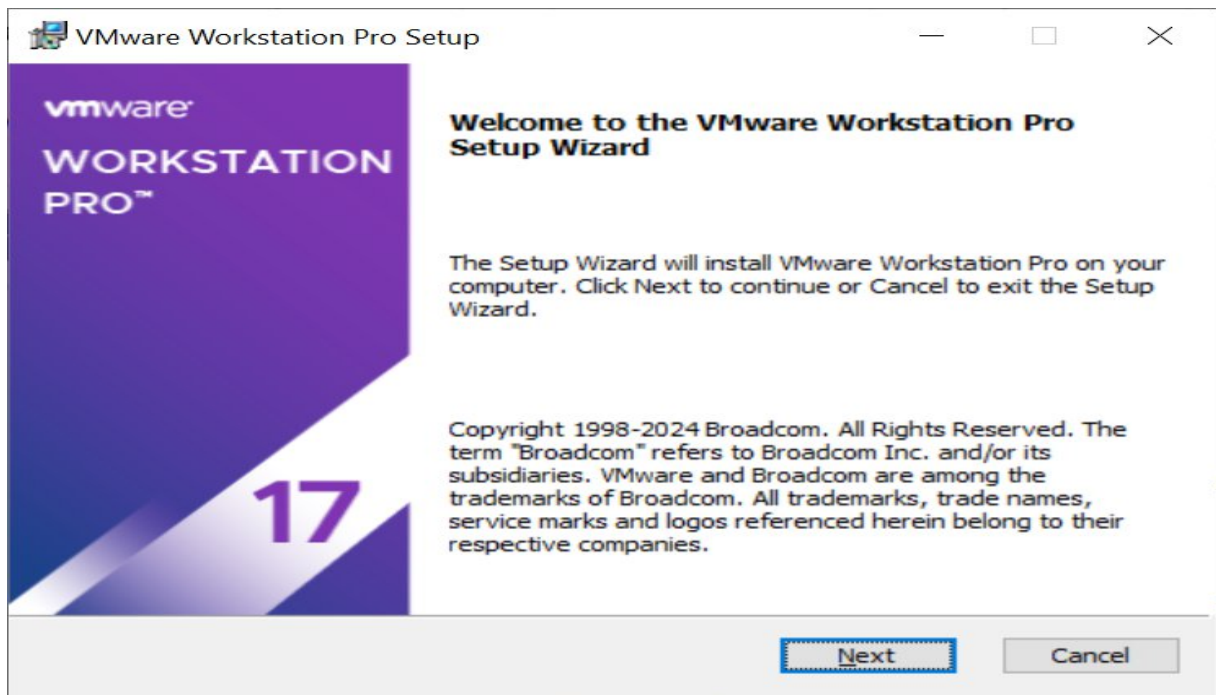 VMware Workstation Pro Setup
vmware
WORKSTATION
PRO™
17
Welcome to the VMware Workstation Pro
Setup Wizard
The Setup Wizard will install VMware Workstation Pro on your
computer. Click Next to continue or Cancel to exit the Setup
Wizard.
Copyright 1998-2024 Broadcom. All Rights Reserved. The
term "Broadcom" refers to Broadcom Inc. and/or its
subsidiaries. VMware and Broadcom are among the
trademarks of Broadcom. All trademarks, trade names,
service marks and logos referenced herein belong to their
respective companies.
Next
Cancel